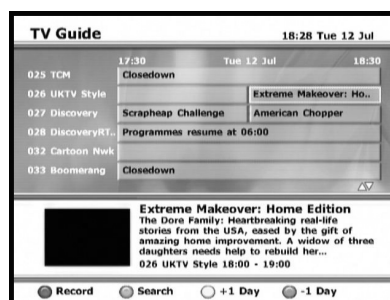 TV Guide 18:28 Tue 12 Jul
17:30 Tue 12 Jul 18:30
025 TCM Closedown
026 UKTV Style Extreme Makeover: Ho..
027 Discovery Scrapheap Challenge American Chopper
028 DiscoveryRT.. Programmes resume at 06:00
032 Cartoon Nwk
033 Boomerang Closedown
Extreme Makeover: Home Edition
The Dore Family: Heartbreaking real-life
stories from the USA, eased by the gift of
amazing home improvement. A widow of three
daughters needs help to rebuild her...
026 UKTV Style 18:00 - 19:00
Record Search +1 Day -1 Day